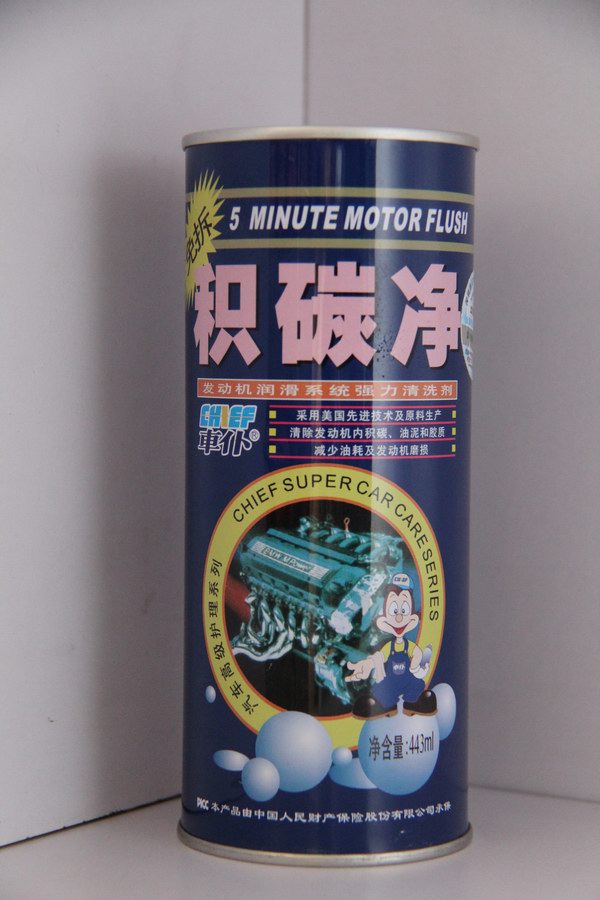 免拆
5 MINUTE MOTOR FLUSH
积碳净
发动机润滑系统强力清洗剂
CHIEF
車仆®
采用美国先进技术及原料生产
清除发动机内积碳、油泥和胶质
减少油耗及发动机磨损
CHIEF SUPER CAR CARE SERIES
汽车高级护理系列
净含量:443ml
PICC 本产品由中国人民财产保险股份有限公司承保